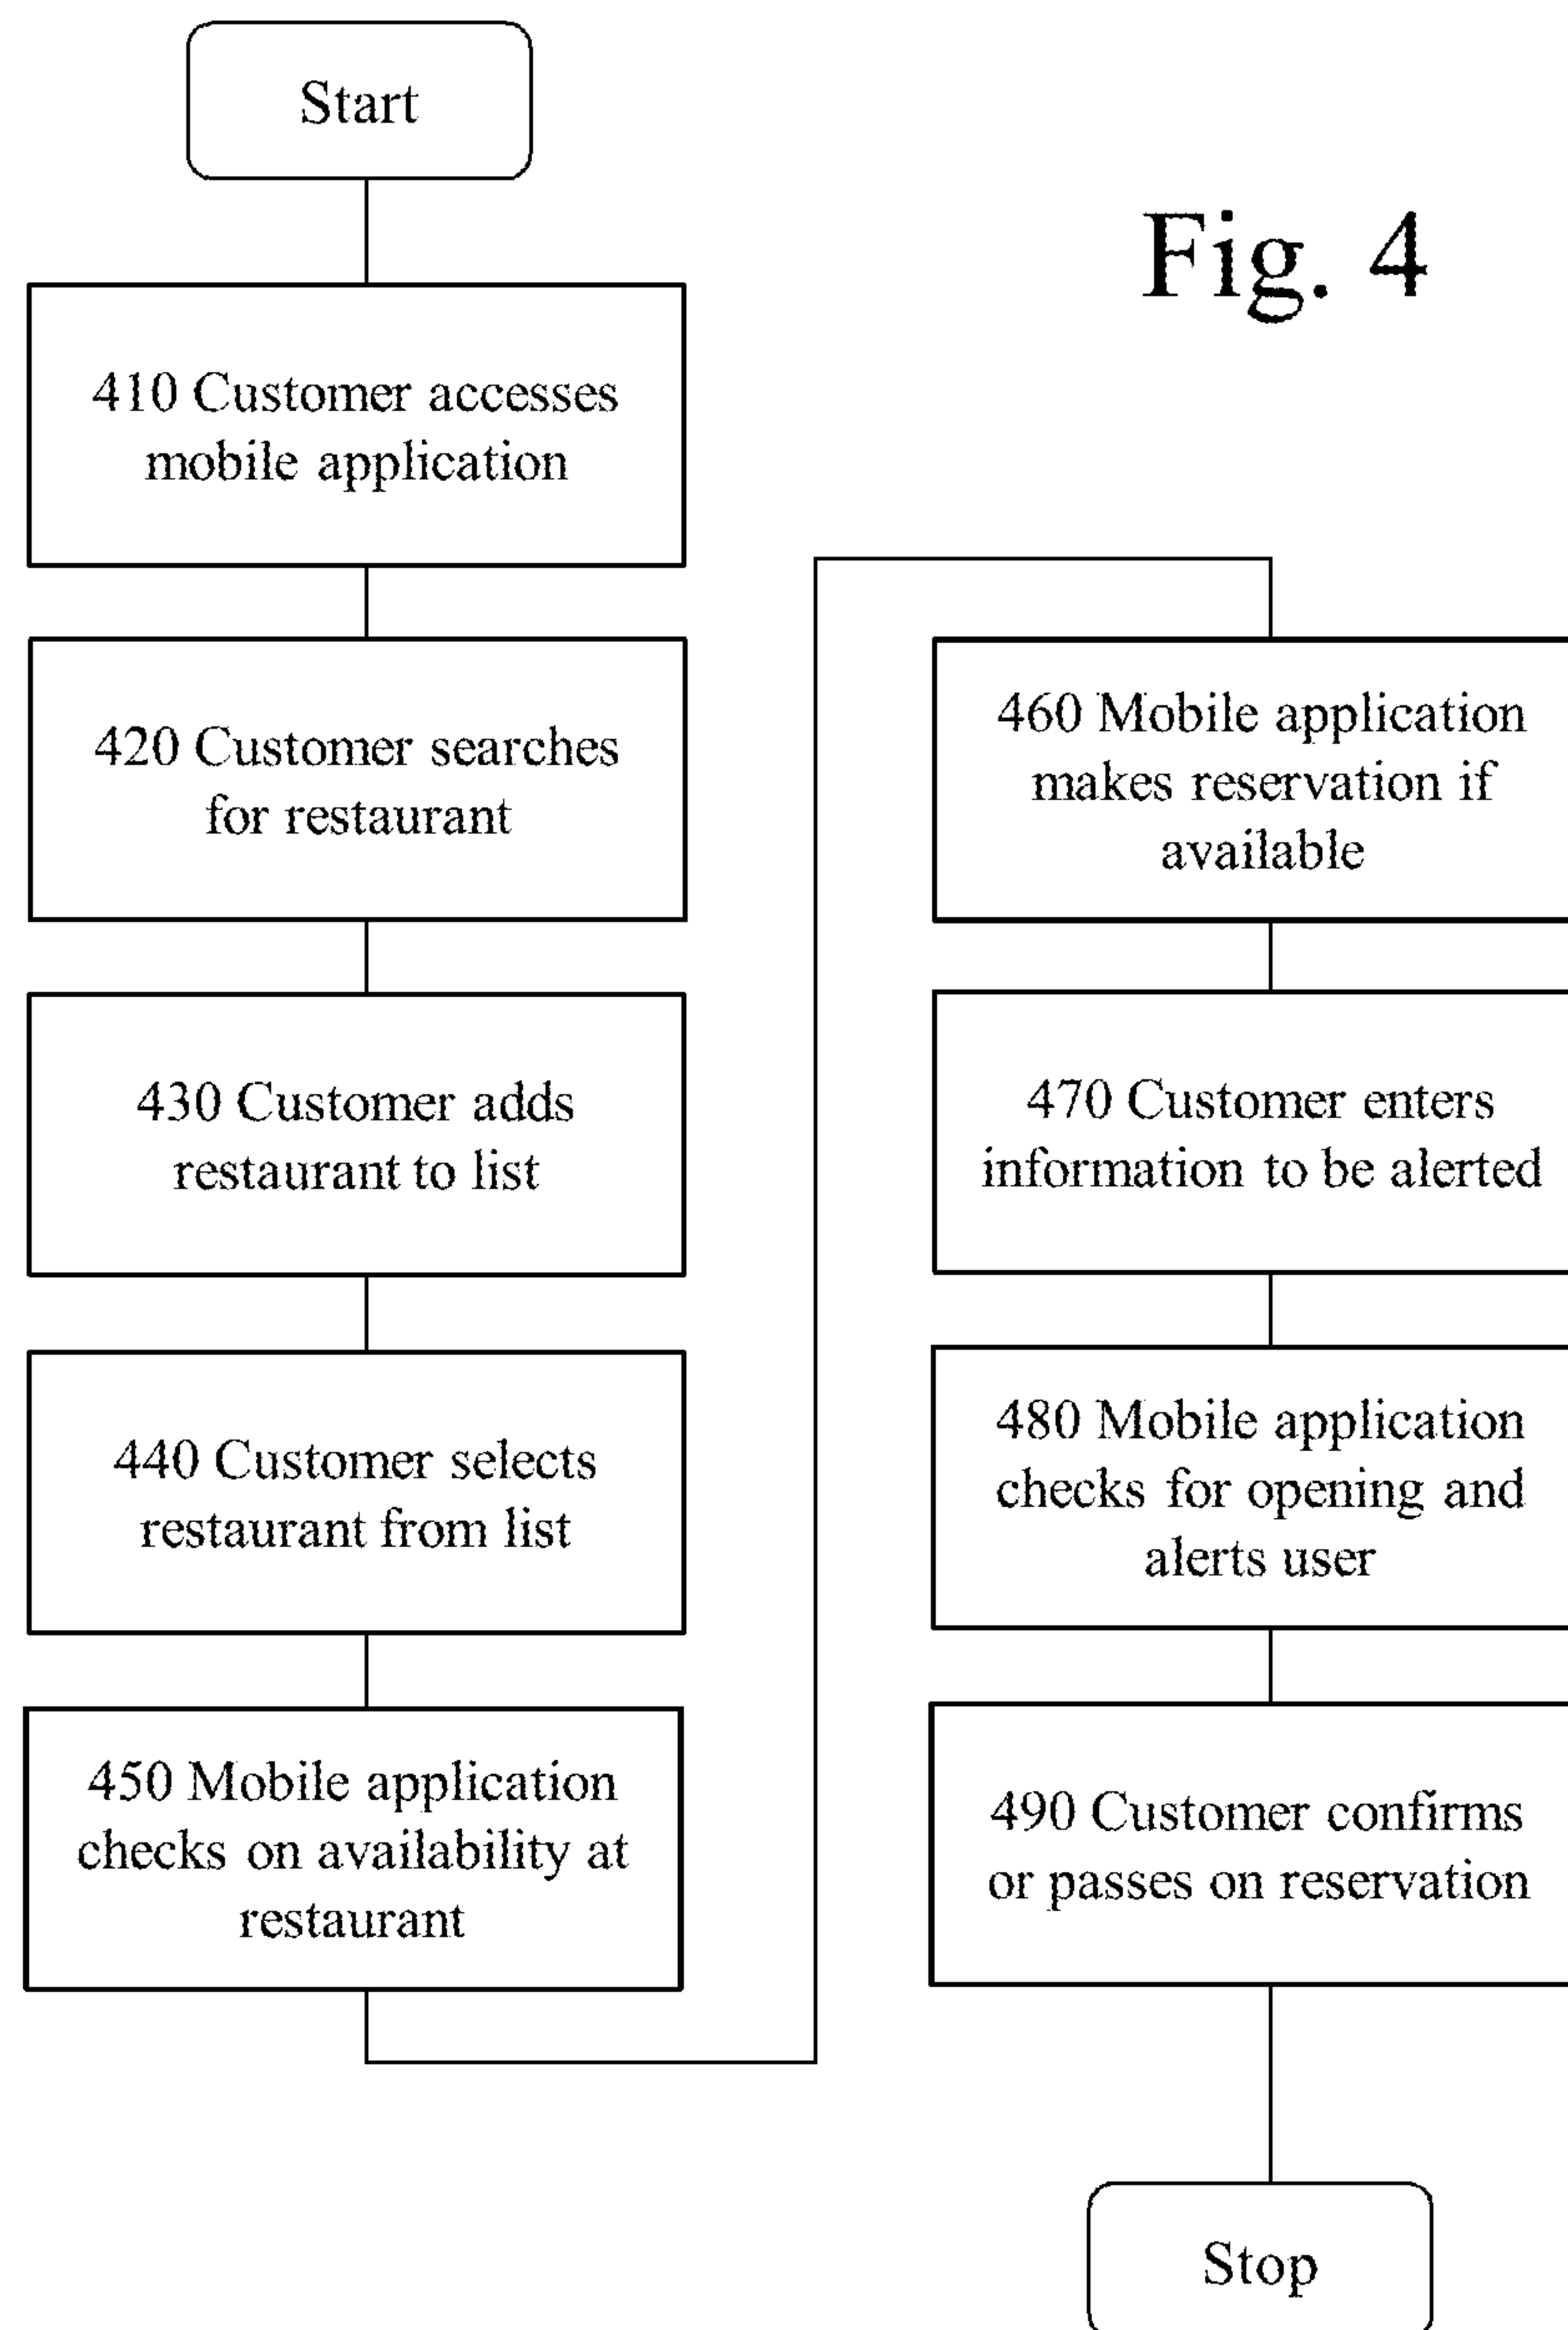 Start
Fig. 4
410 Customer accesses
mobile application
420 Customer searches
for restaurant
430 Customer adds
restaurant to list
440 Customer selects
restaurant from list
450 Mobile application
checks on availability at
restaurant
460 Mobile application
makes reservation if
available
470 Customer enters
information to be alerted
480 Mobile application
checks for opening and
alerts user
490 Customer confirms
or passes on reservation
Stop